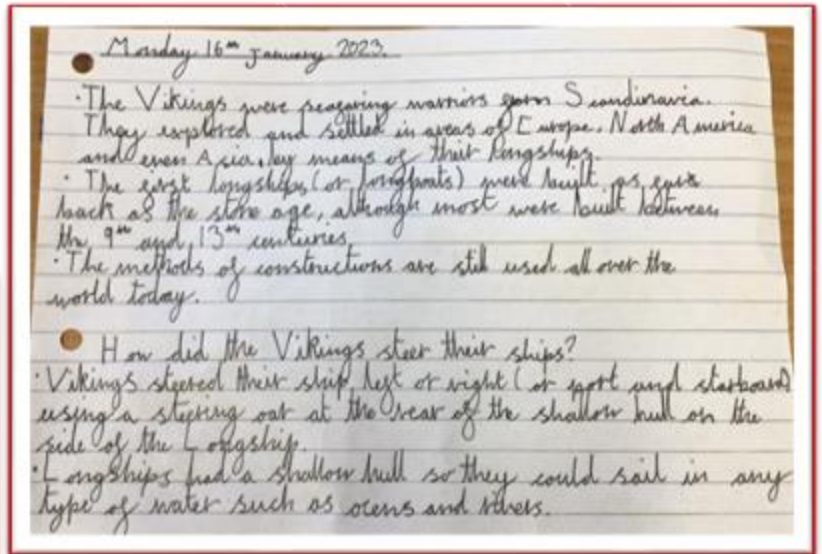 Monday 16th January 2023.
· The Vikings were seagaring warriors from Scandinavia.
They explored and settled in areas of Europe, North America
and even Asia, by means of their longships.
· The first longships (or longboats) were built as far
back as the stone age, although most were built between
the 9th and 13th centuries.
· The methods of constructions are still used all over the
world today.
How did the Vikings steer their ships?
· Vikings steered their ship left or right (or port and starboard)
using a steering oar at the rear of the shallow hull on the
side of the Longship.
· Longships had a shallow hull so they could sail in any
type of water such as ocens and rivers.